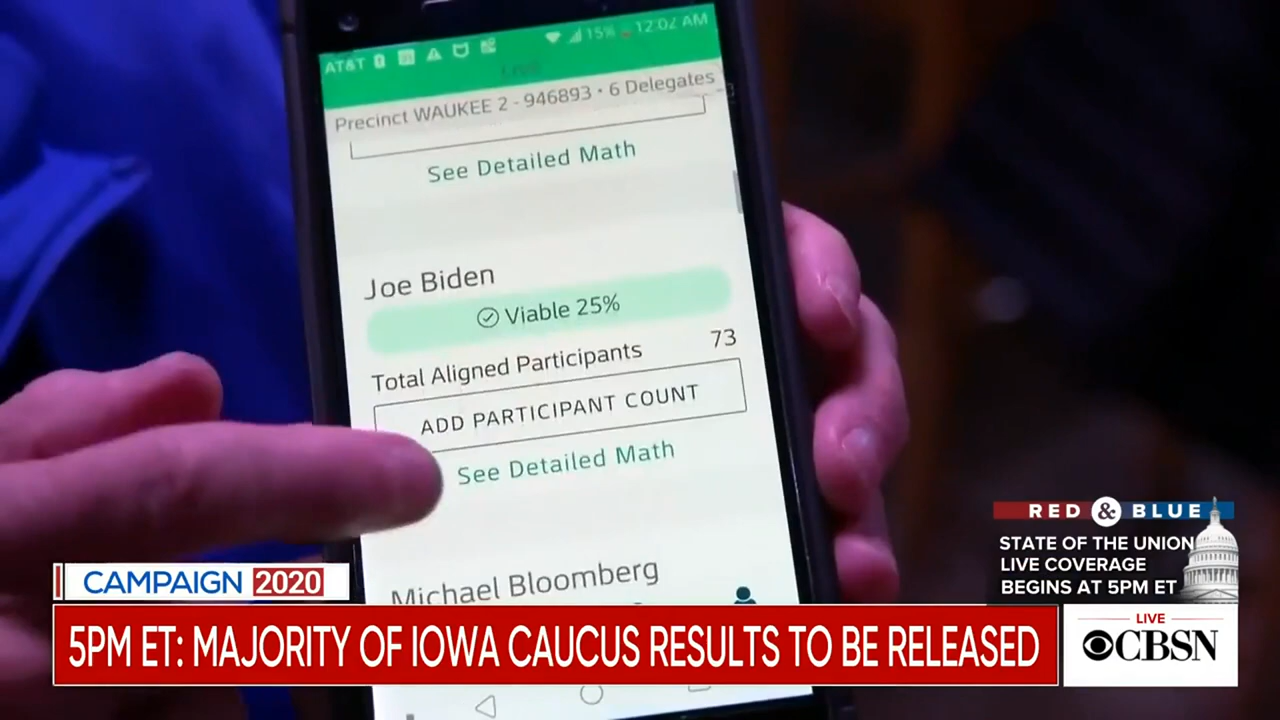 AT&T 15% 12:02 AM
Live
Precinct WAUKEE 2 - 946893 • 6 Delegates
See Detailed Math
Joe Biden
Viable 25%
Total Aligned Participants 73
ADD PARTICIPANT COUNT
See Detailed Math
Michael Bloomberg
RED & BLUE
STATE OF THE UNION
LIVE COVERAGE
BEGINS AT 5PM ET
CAMPAIGN 2020
5PM ET: MAJORITY OF IOWA CAUCUS RESULTS TO BE RELEASED
LIVE
CBSN